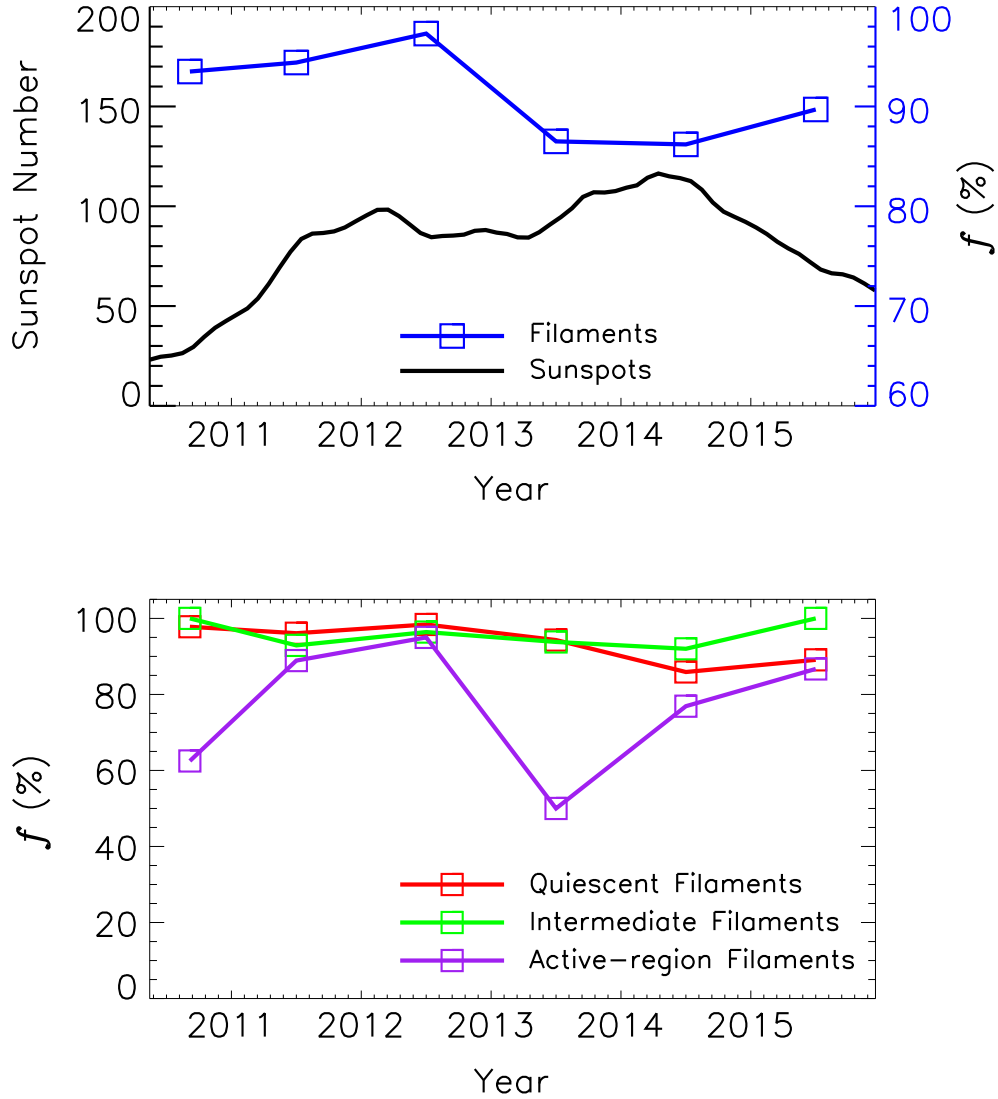 200
150
100
50
0
Sunspot Number
100
90
80
70
60
f (%)
Filaments
Sunspots
2011 2012 2013 2014 2015
Year
100
80
60
40
20
0
f (%)
Quiescent Filaments
Intermediate Filaments
Active-region Filaments
2011 2012 2013 2014 2015
Year